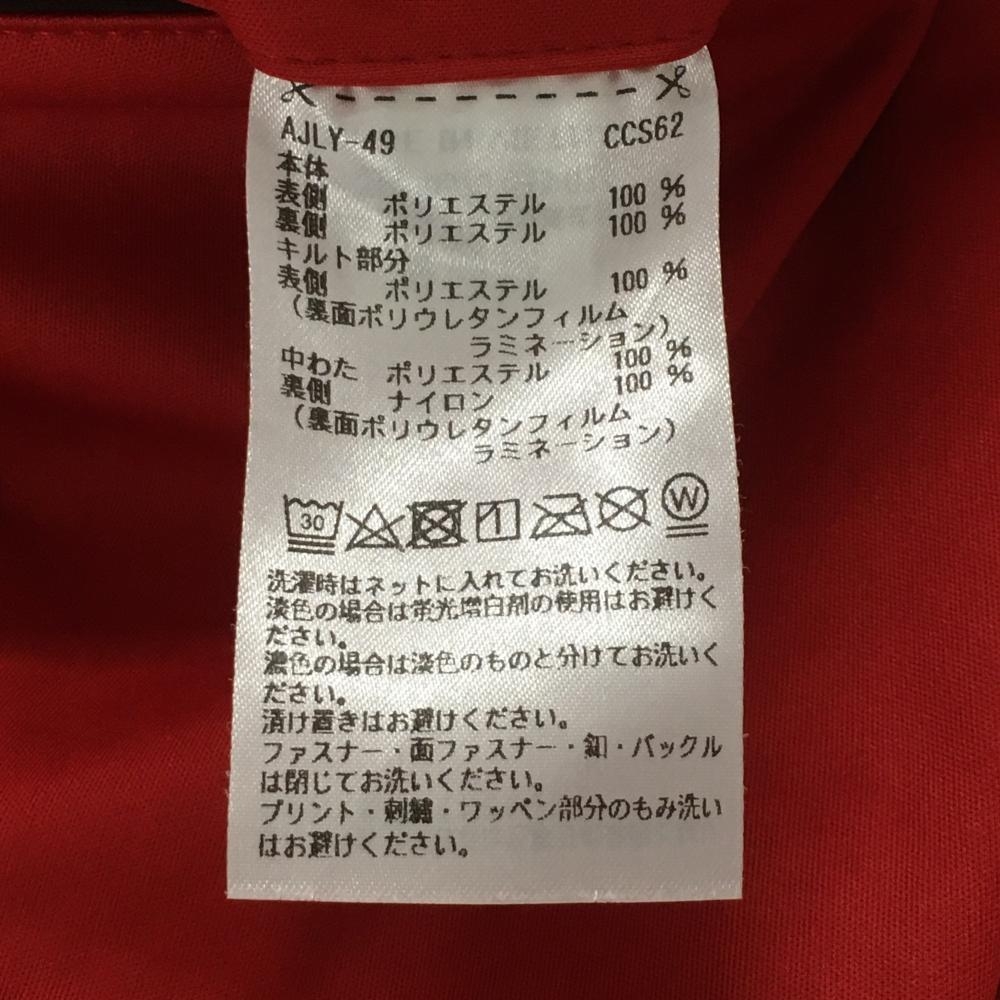 AJLY-49 CCS62
本体
表側 ポリエステル 100 %
裏側 ポリエステル 100 %
キルト部分
表側 ポリエステル 100 %
(裏面ポリウレタンフィルム
ラミネーション)
中わた ポリエステル 100 %
裏側 ナイロン 100 %
(裏面ポリウレタンフィルム
ラミネーション)
30 W
洗濯時はネットに入れてお洗いください。
淡色の場合は蛍光増白剤の使用はお避けく
ださい。
濃色の場合は淡色のものと分けてお洗いく
ださい。
漬け置きはお避けください。
ファスナー・面ファスナー・釦・バックル
は閉じてお洗いください。
プリント・刺繍・ワッペン部分のもみ洗い
はお避けください。